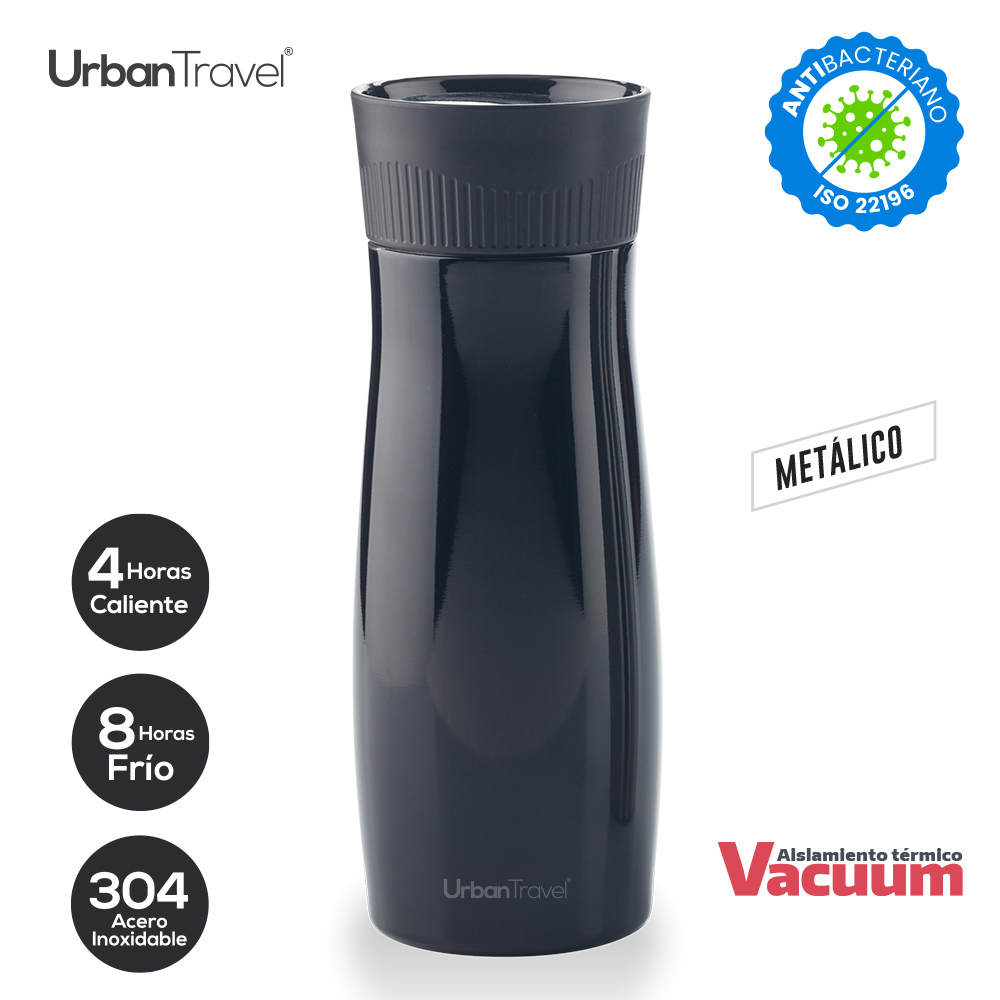 UrbanTravel®
ANTIBACTERIANO
ISO 22196
METÁLICO
4 Horas
Caliente
8 Horas
Frío
304
Acero
Inoxidable
Aislamiento térmico
Vacuum
UrbanTravel®